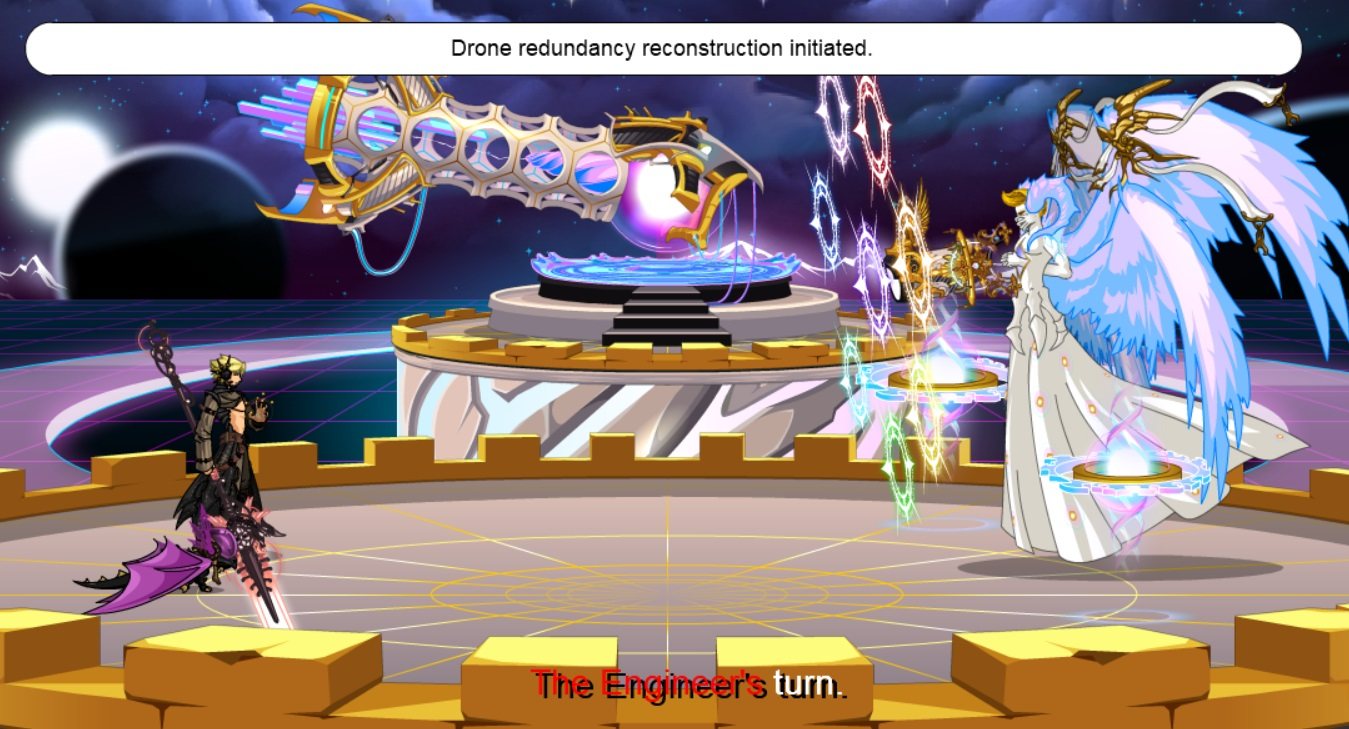 Drone redundancy reconstruction initiated.
The Engineer's turn.